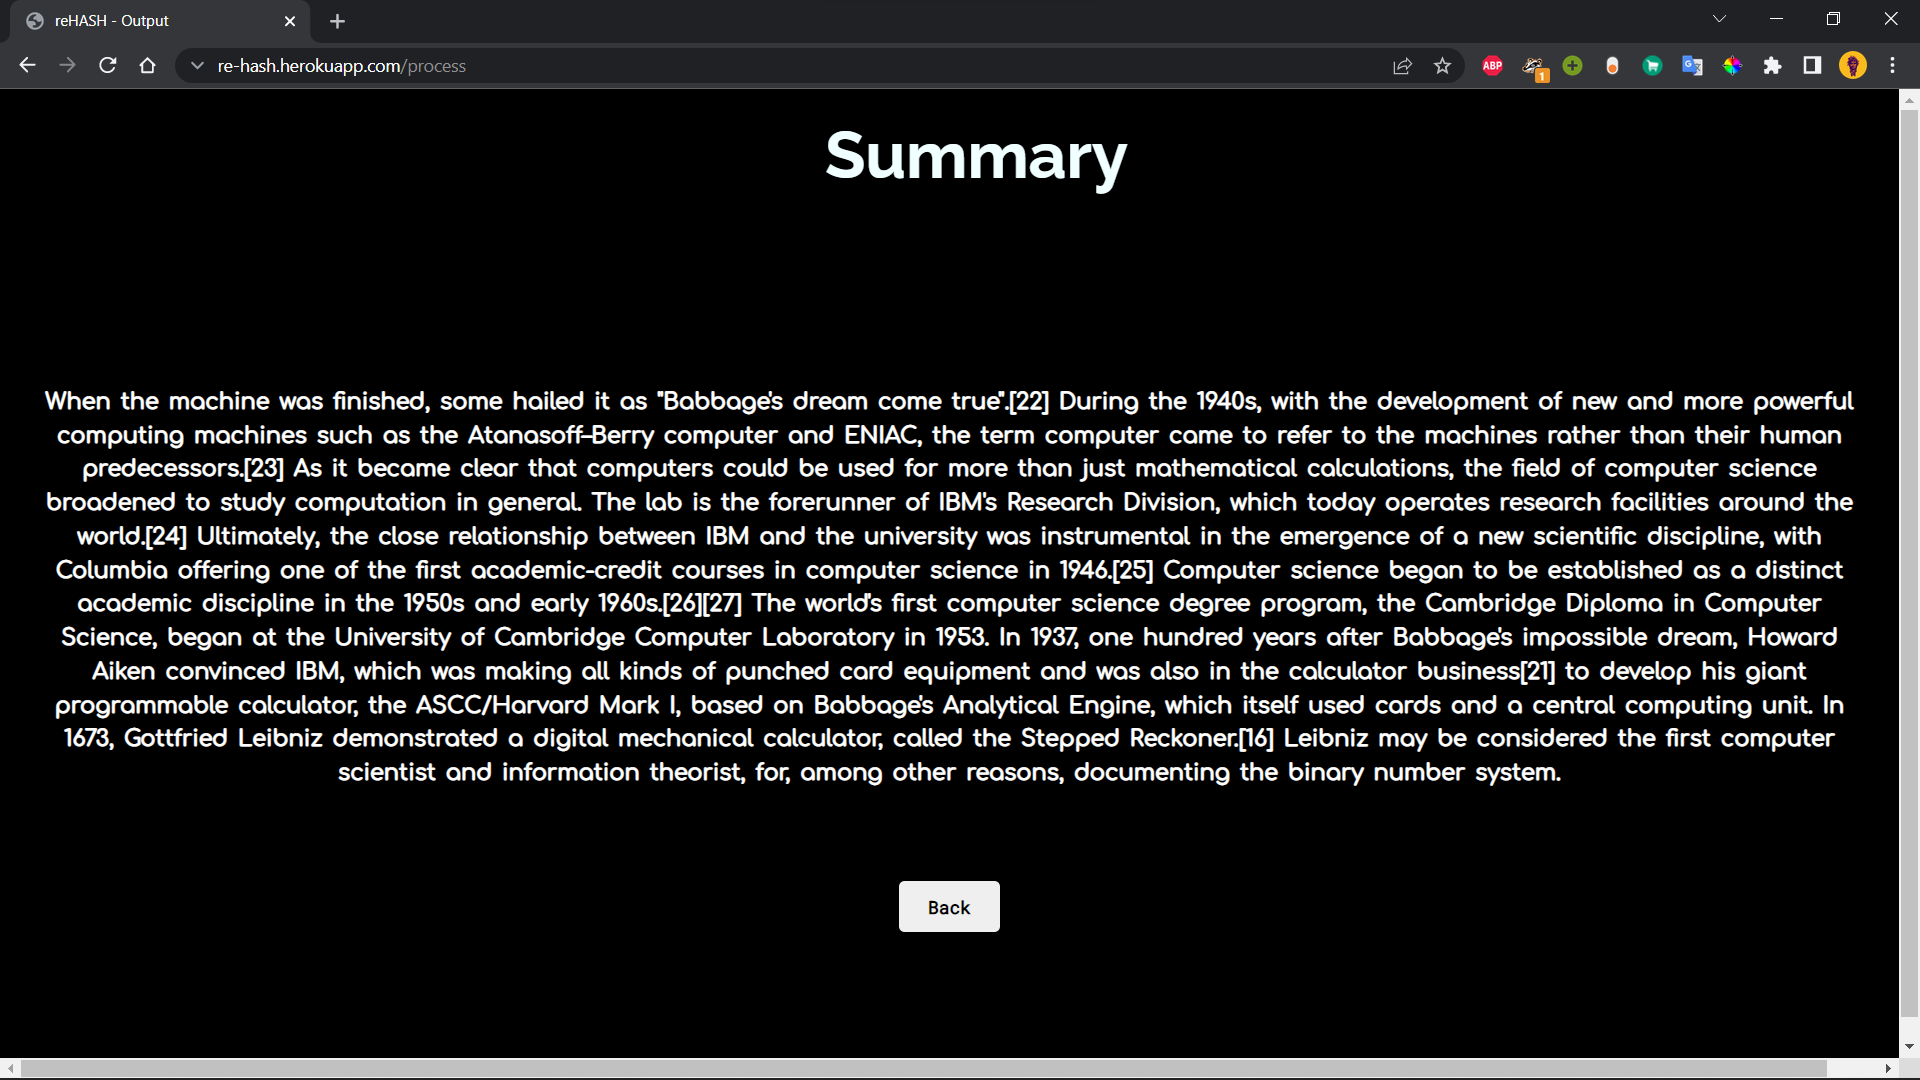 reHASH - Output
re-hash.herokuapp.com/process
ABP
1
G
Summary
When the machine was finished, some hailed it as "Babbage's dream come true".[22] During the 1940s, with the development of new and more powerful
computing machines such as the Atanasoff–Berry computer and ENIAC, the term computer came to refer to the machines rather than their human
predecessors.[23] As it became clear that computers could be used for more than just mathematical calculations, the field of computer science
broadened to study computation in general. The lab is the forerunner of IBM's Research Division, which today operates research facilities around the
world.[24] Ultimately, the close relationship between IBM and the university was instrumental in the emergence of a new scientific discipline, with
Columbia offering one of the first academic-credit courses in computer science in 1946.[25] Computer science began to be established as a distinct
academic discipline in the 1950s and early 1960s.[26][27] The world's first computer science degree program, the Cambridge Diploma in Computer
Science, began at the University of Cambridge Computer Laboratory in 1953. In 1937, one hundred years after Babbage's impossible dream, Howard
Aiken convinced IBM, which was making all kinds of punched card equipment and was also in the calculator business[21] to develop his giant
programmable calculator, the ASCC/Harvard Mark I, based on Babbage's Analytical Engine, which itself used cards and a central computing unit. In
1673, Gottfried Leibniz demonstrated a digital mechanical calculator, called the Stepped Reckoner.[16] Leibniz may be considered the first computer
scientist and information theorist, for, among other reasons, documenting the binary number system.
Back